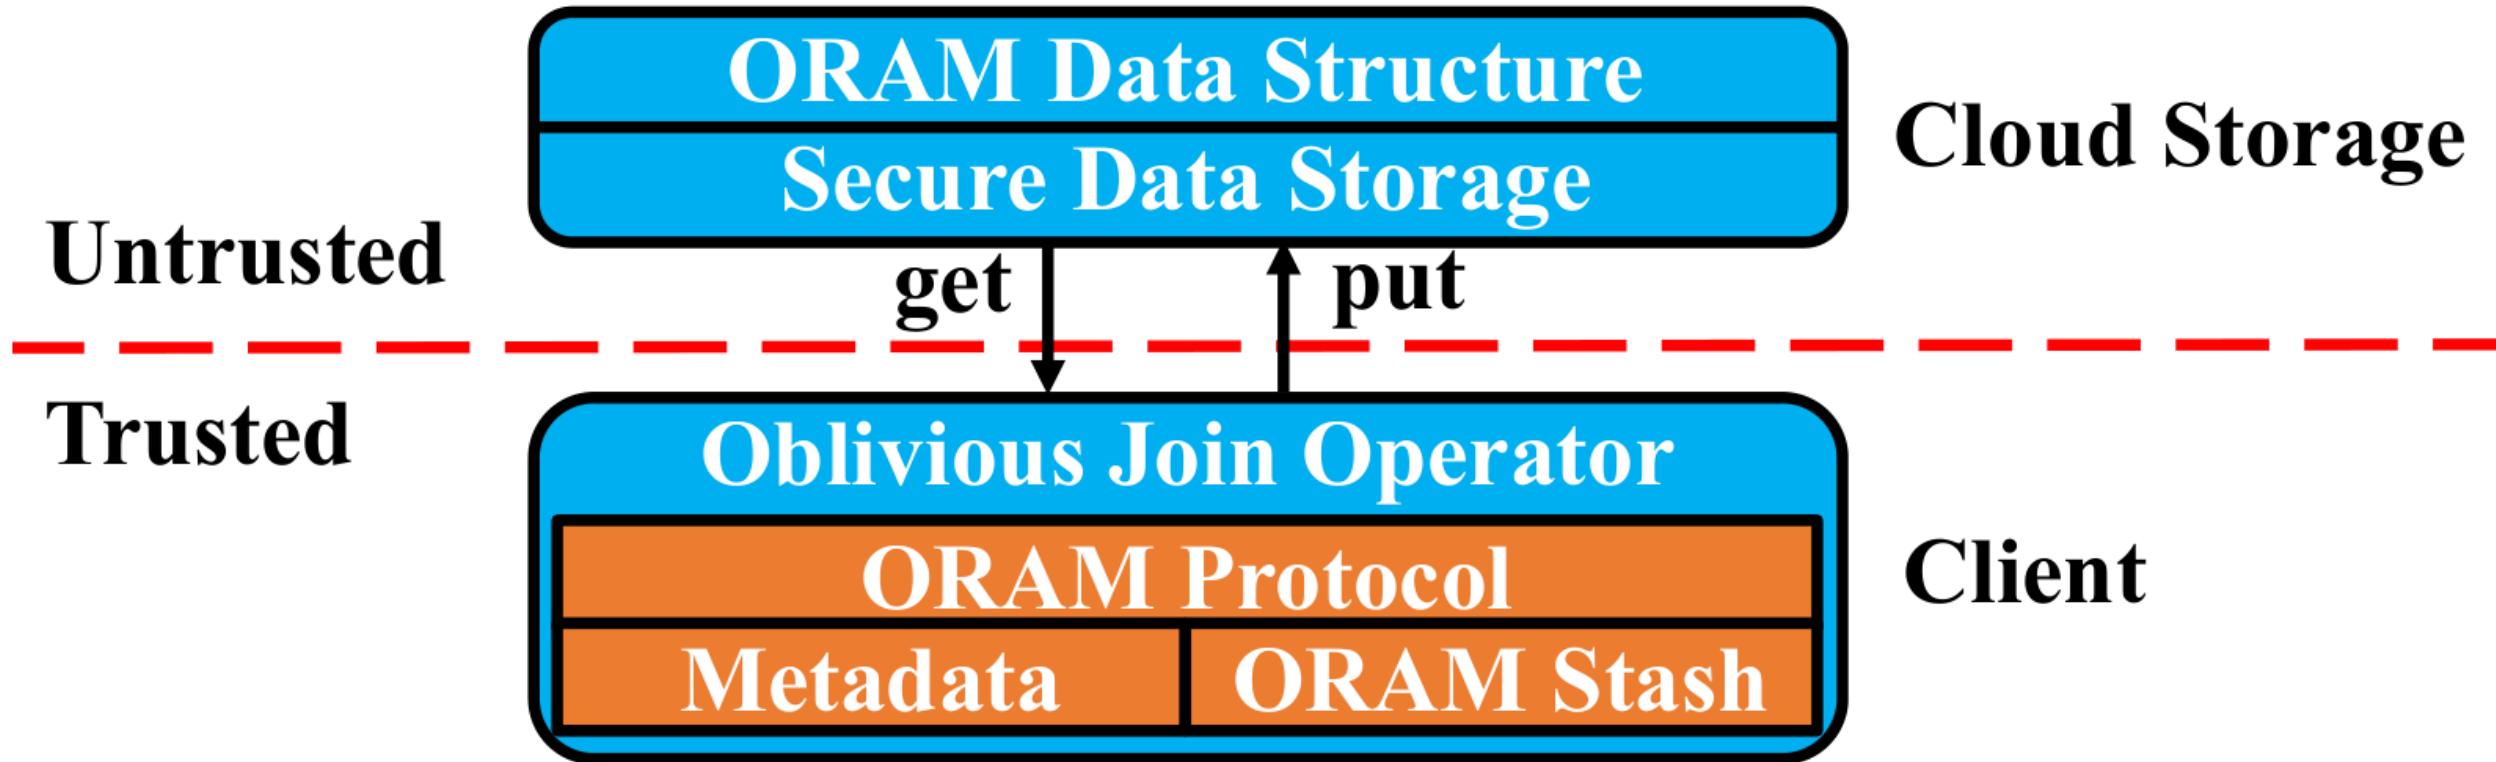 ORAM Data Structure
Secure Data Storage
Cloud Storage
Untrusted
get
put
Trusted
Oblivious Join Operator
ORAM Protocol
Metadata
ORAM Stash
Client